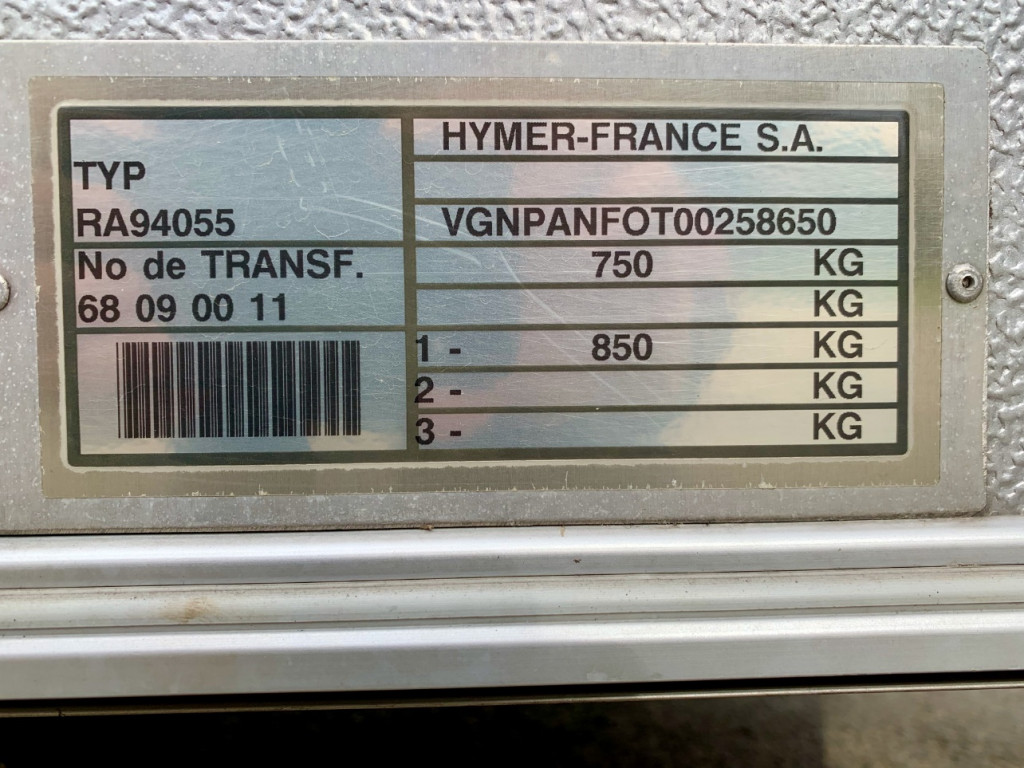 TYP
RA94055
No de TRANSF.
68 09 00 11
HYMER-FRANCE S.A.
VGNPANFOT00258650
750 KG
KG
1 - 850 KG
2 - KG
3 - KG